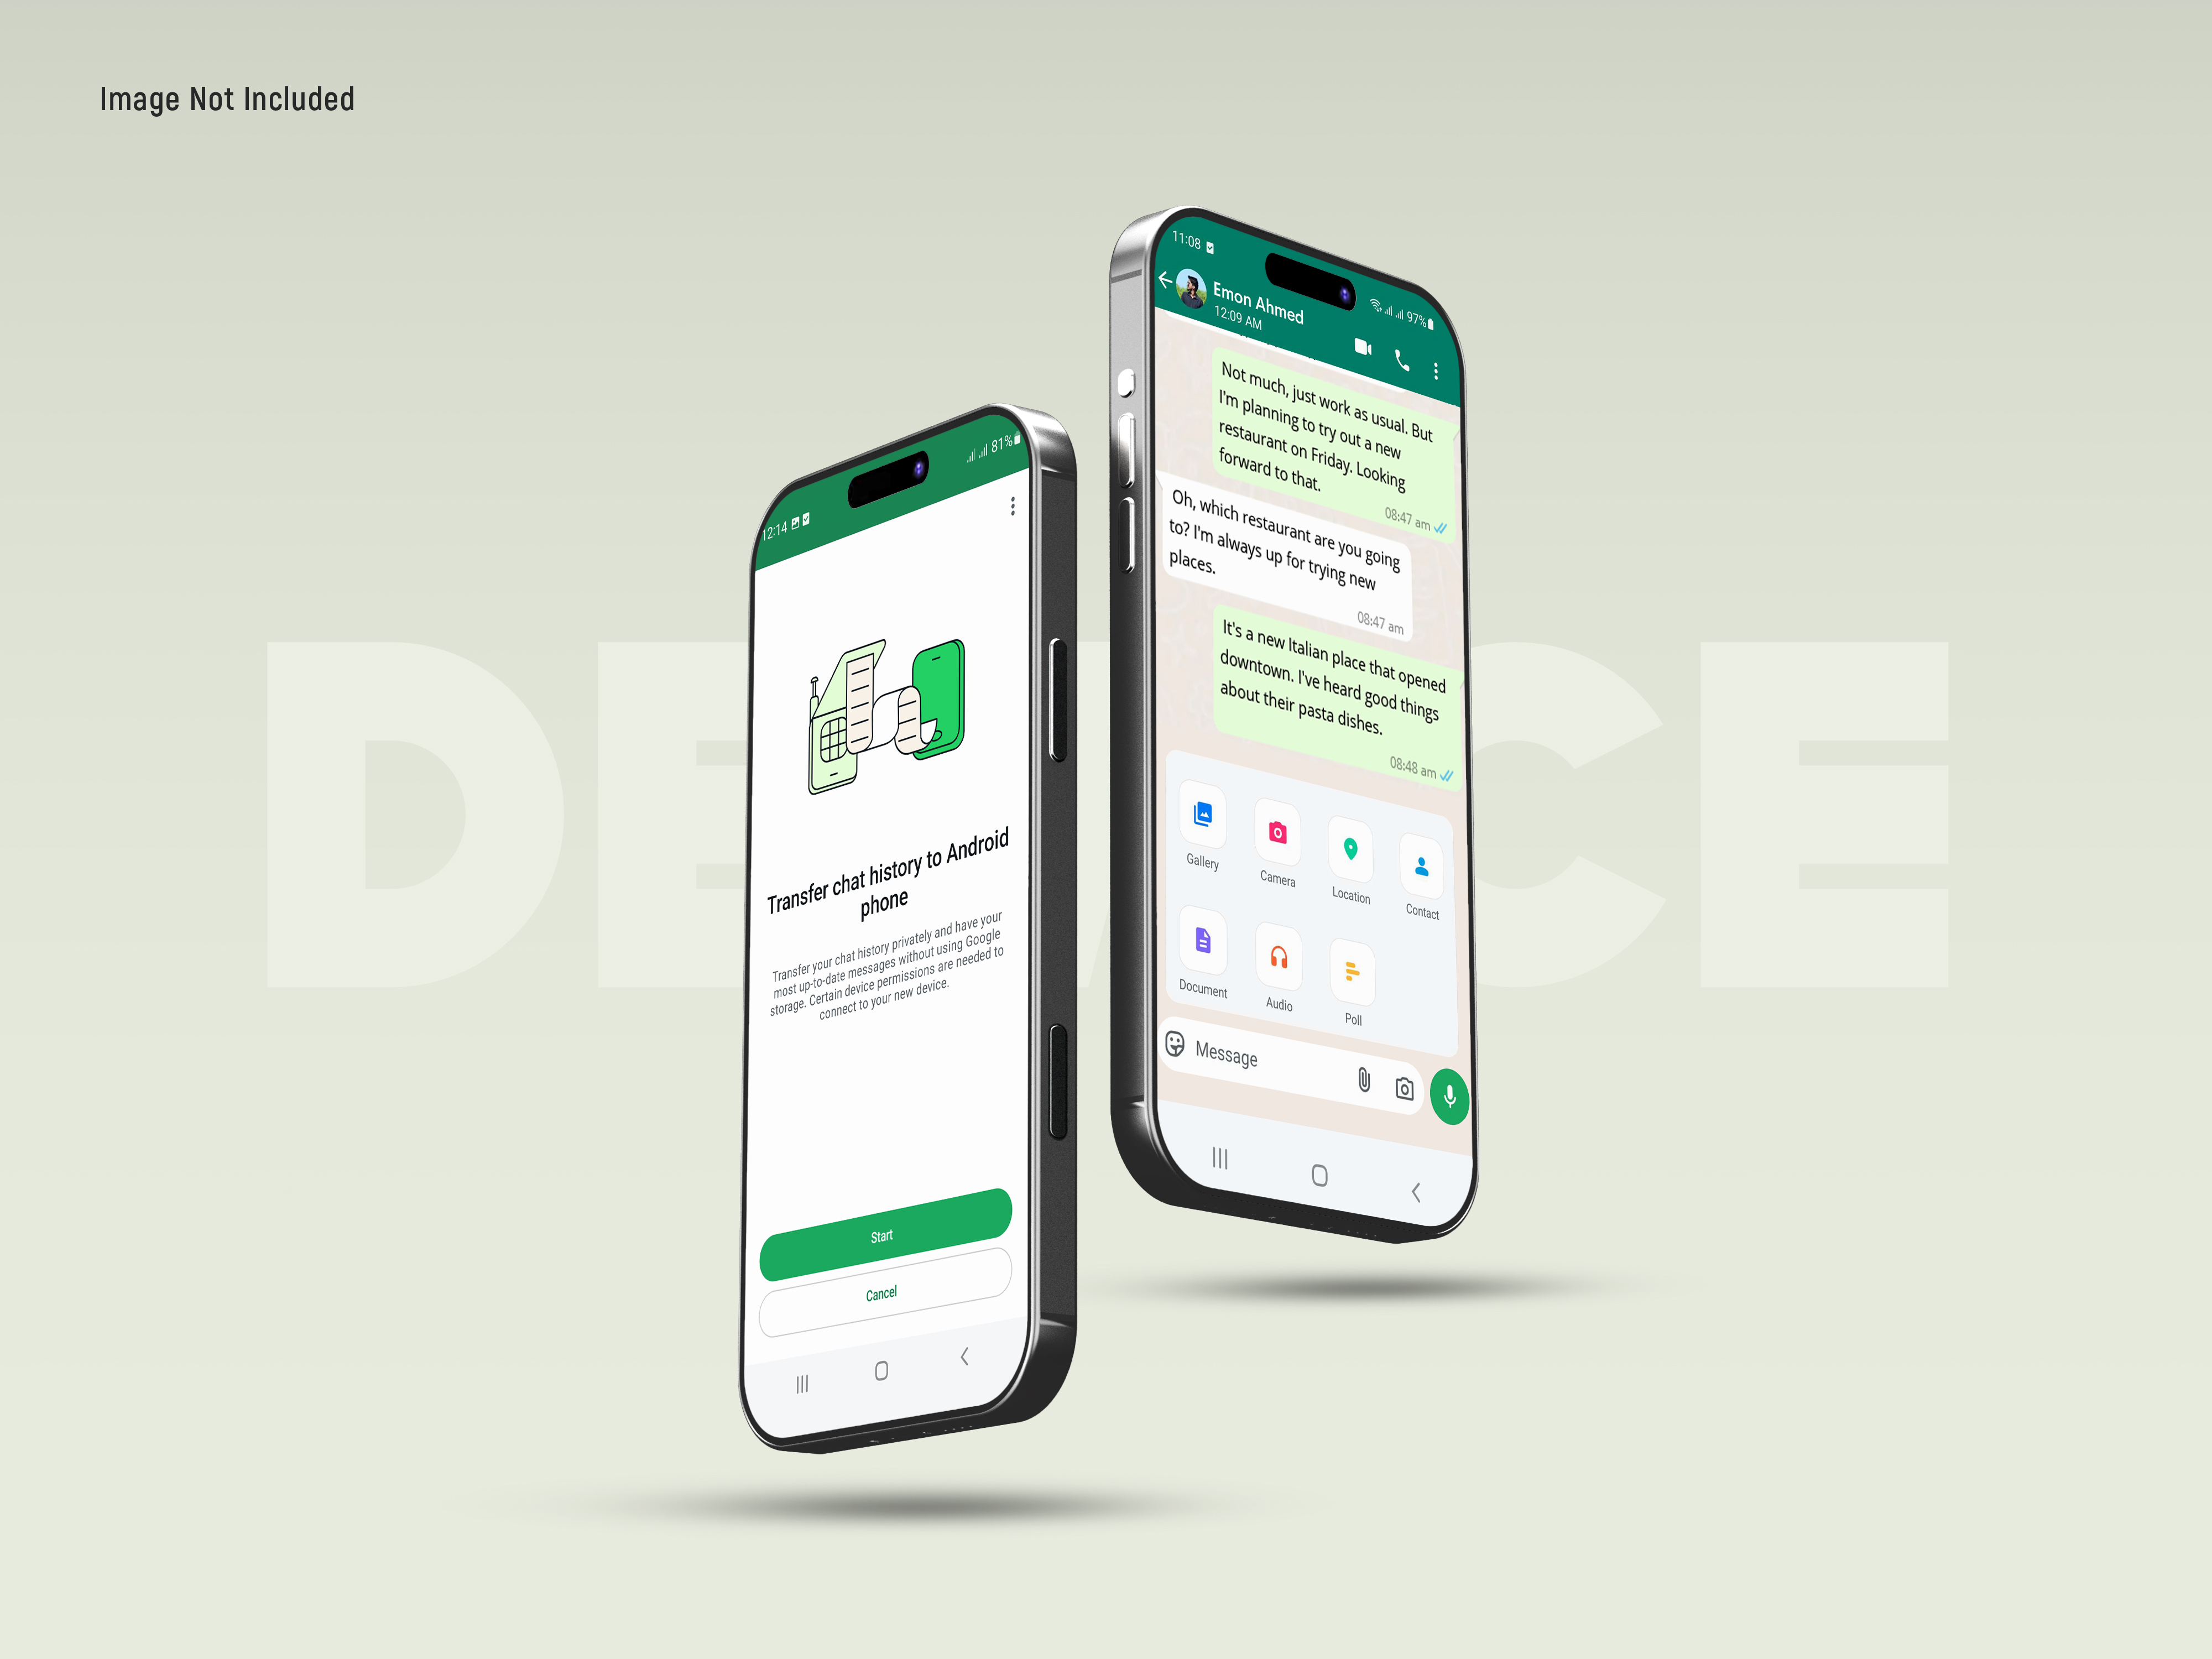 Image Not Included
DE
CE
12:14
81%
Transfer chat history to Android
phone
Transfer your chat history privately and have your
most up-to-date messages without using Google
storage. Certain device permissions are needed to
connect to your new device.
Start
Cancel
11:08
97%
Emon Ahmed
12:09 AM
Not much, just work as usual. But
I'm planning to try out a new
restaurant on Friday. Looking
forward to that.
08:47 am
Oh, which restaurant are you going
to? I'm always up for trying new
places.
08:47 am
It's a new Italian place that opened
downtown. I've heard good things
about their pasta dishes.
08:48 am
Gallery
Camera
Location
Contact
Document
Audio
Poll
Message